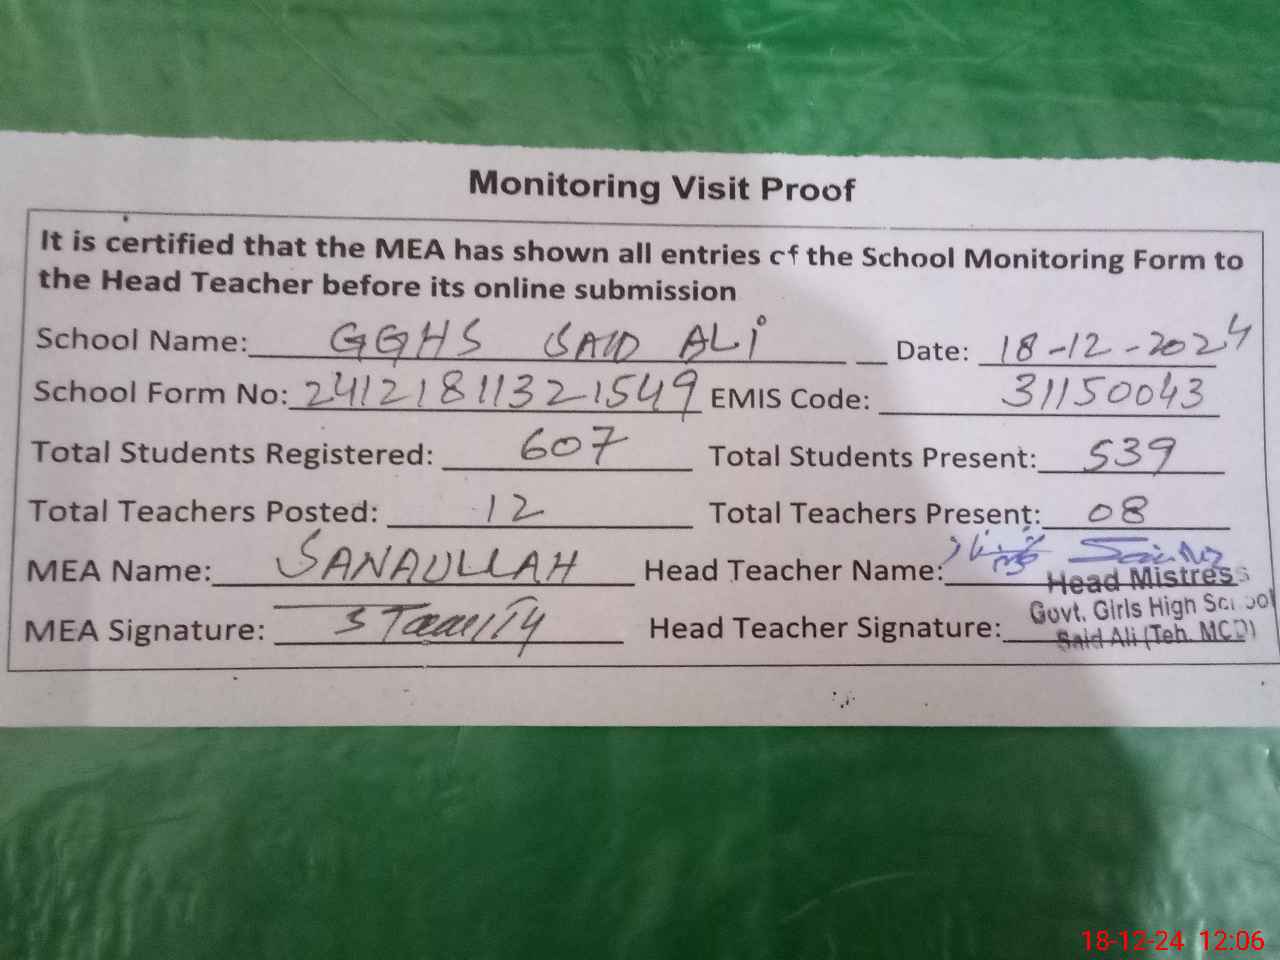 Monitoring Visit Proof
It is certified that the MEA has shown all entries of the School Monitoring Form to
the Head Teacher before its online submission
School Name: GGHS SAID ALI Date: 18-12-2024
School Form No: 24121811321549 EMIS Code: 31150043
Total Students Registered: 607 Total Students Present: 539
Total Teachers Posted: 12 Total Teachers Present: 08
MEA Name: SANAULLAH Head Teacher Name:
Head Mistress
Govt. Girls High School
MEA Signature: Head Teacher Signature:
Said Ali (Teh. MCD)
18-12-24 12:06